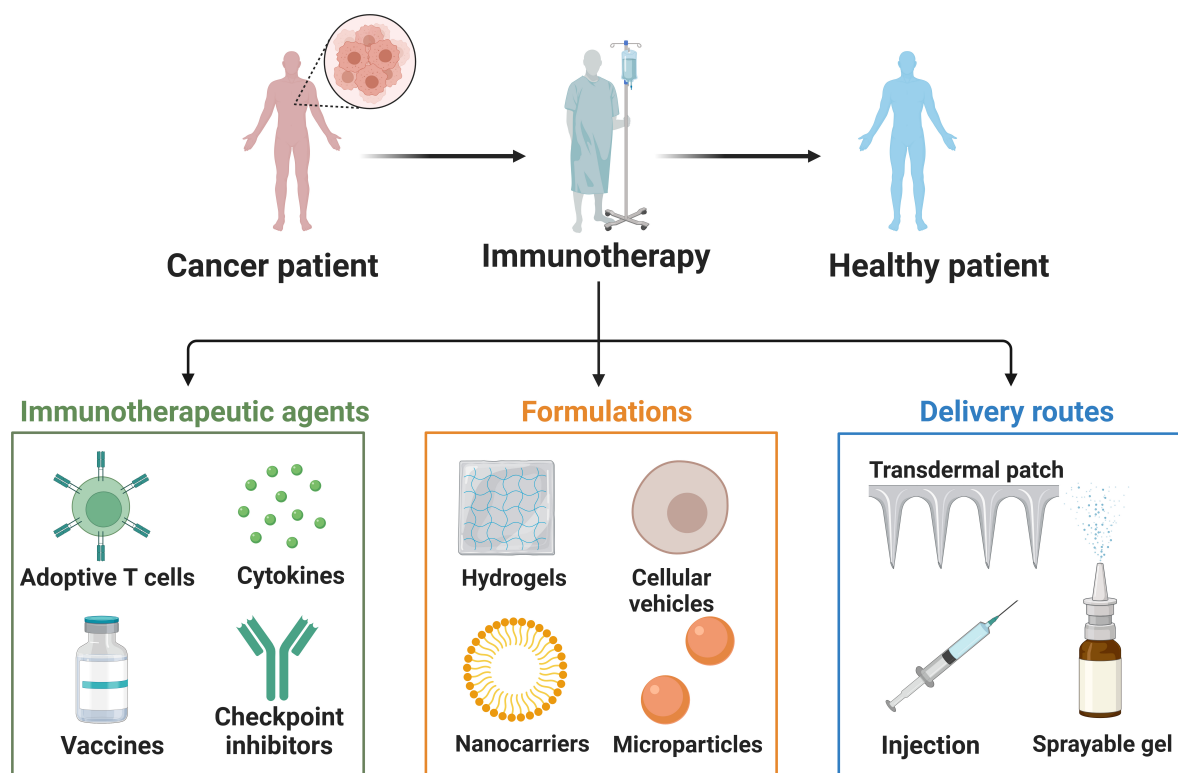 Cancer patient
Immunotherapy
Healthy patient
Immunotherapeutic agents
Adoptive T cells
Cytokines
Vaccines
Checkpoint
inhibitors
Formulations
Hydrogels
Cellular
vehicles
Nanocarriers
Microparticles
Delivery routes
Transdermal patch
Injection
Sprayable gel